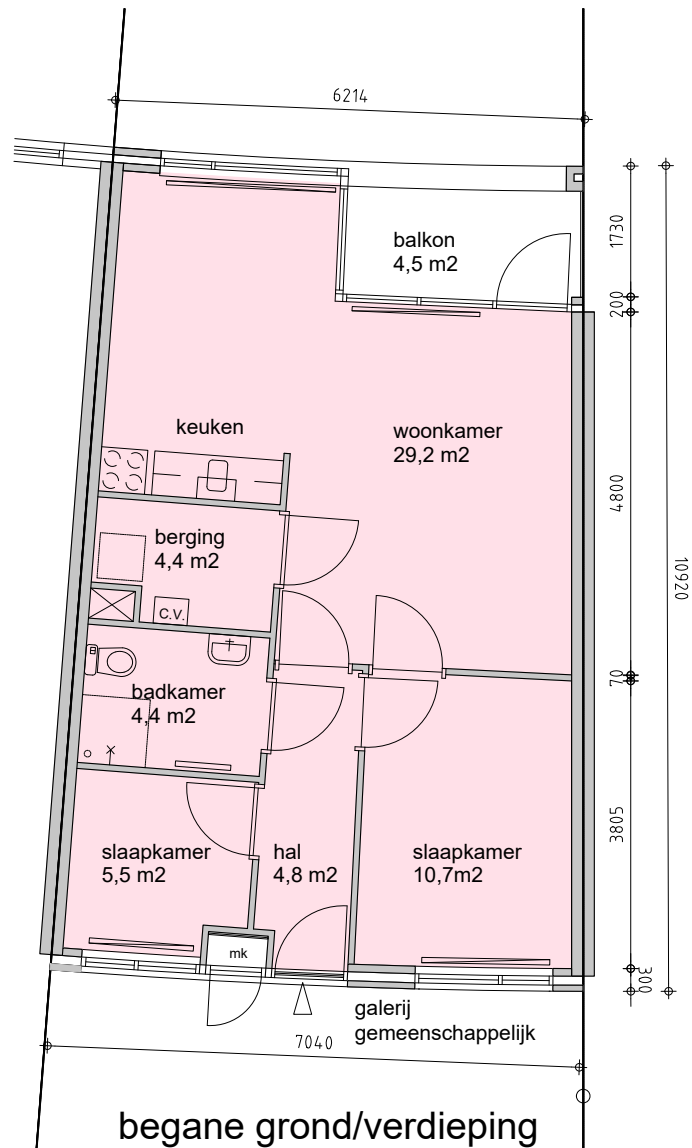 6214
balkon
4,5 m2
1730
200
keuken
woonkamer
29,2 m2
4800
berging
4,4 m2
10920
C.V.
badkamer
4,4 m2
70
slaapkamer
5,5 m2
hal
4,8 m2
slaapkamer
10,7m2
3805
mk
300
galerij
gemeenschappelijk
7040
begane grond/verdieping